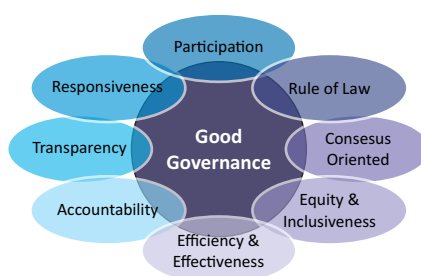 Participation
Responsiveness
Rule of Law
Good
Governance
Transparency
Consesus
Oriented
Accountability
Equity &
Inclusiveness
Efficiency &
Effectiveness